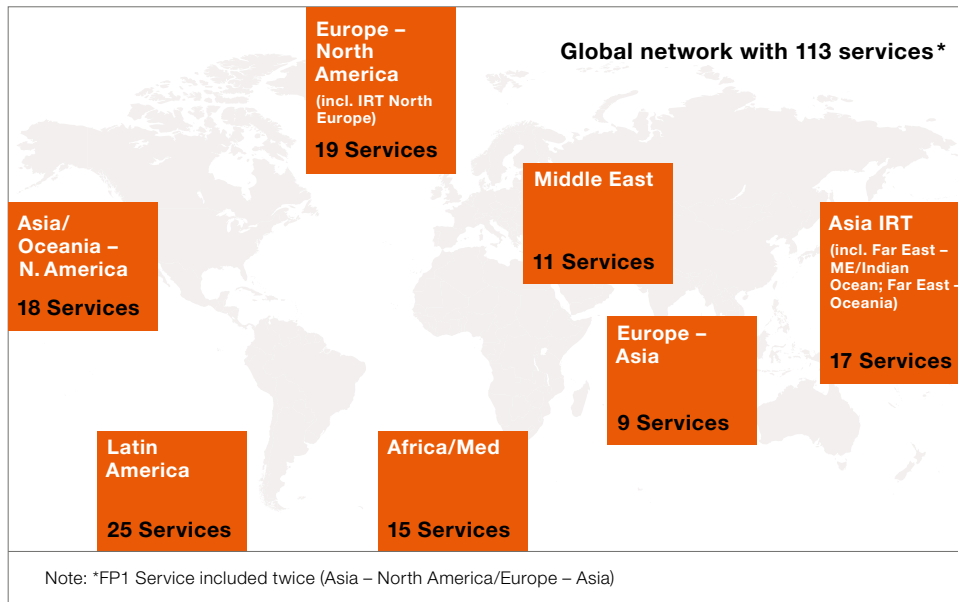 Global network with 113 services*
Europe –
North
America
(incl. IRT North
Europe)
19 Services
Middle East
11 Services
Asia/
Oceania –
N. America
18 Services
Asia IRT
(incl. Far East –
ME/Indian
Ocean; Far East –
Oceania)
17 Services
Europe –
Asia
9 Services
Latin
America
25 Services
Africa/Med
15 Services
Note: *FP1 Service included twice (Asia – North America/Europe – Asia)